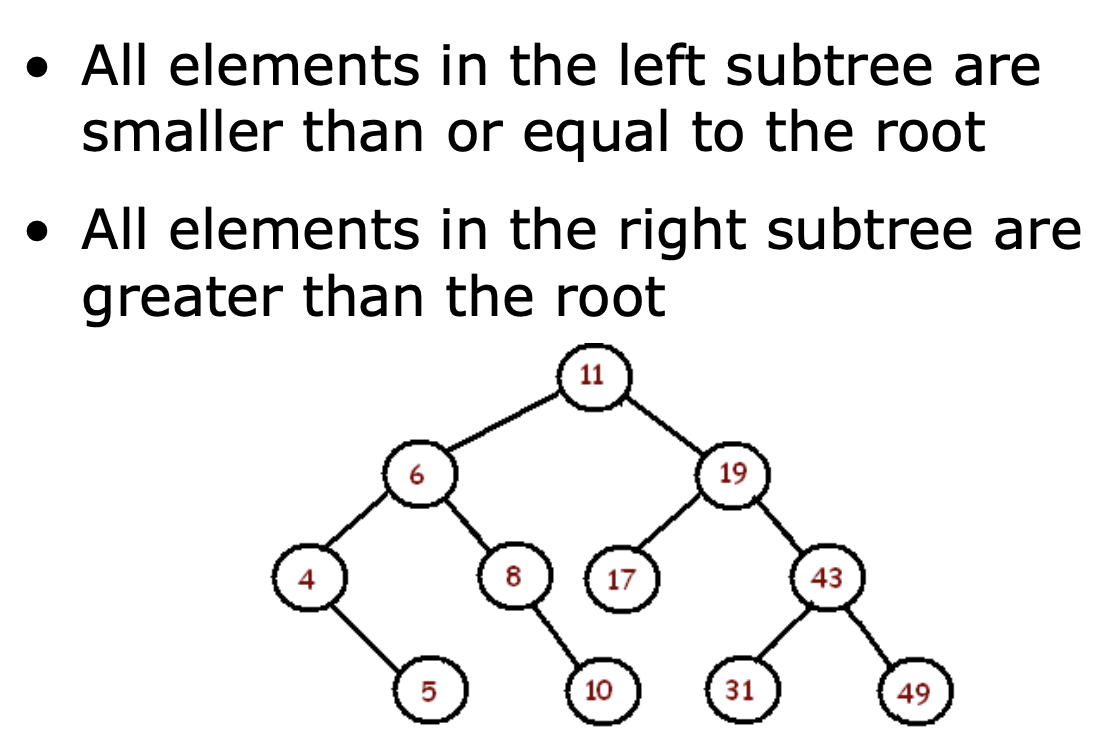 • All elements in the left subtree are
smaller than or equal to the root
• All elements in the right subtree are
greater than the root
11
6 19
4 8 17 43
5 10 31 49